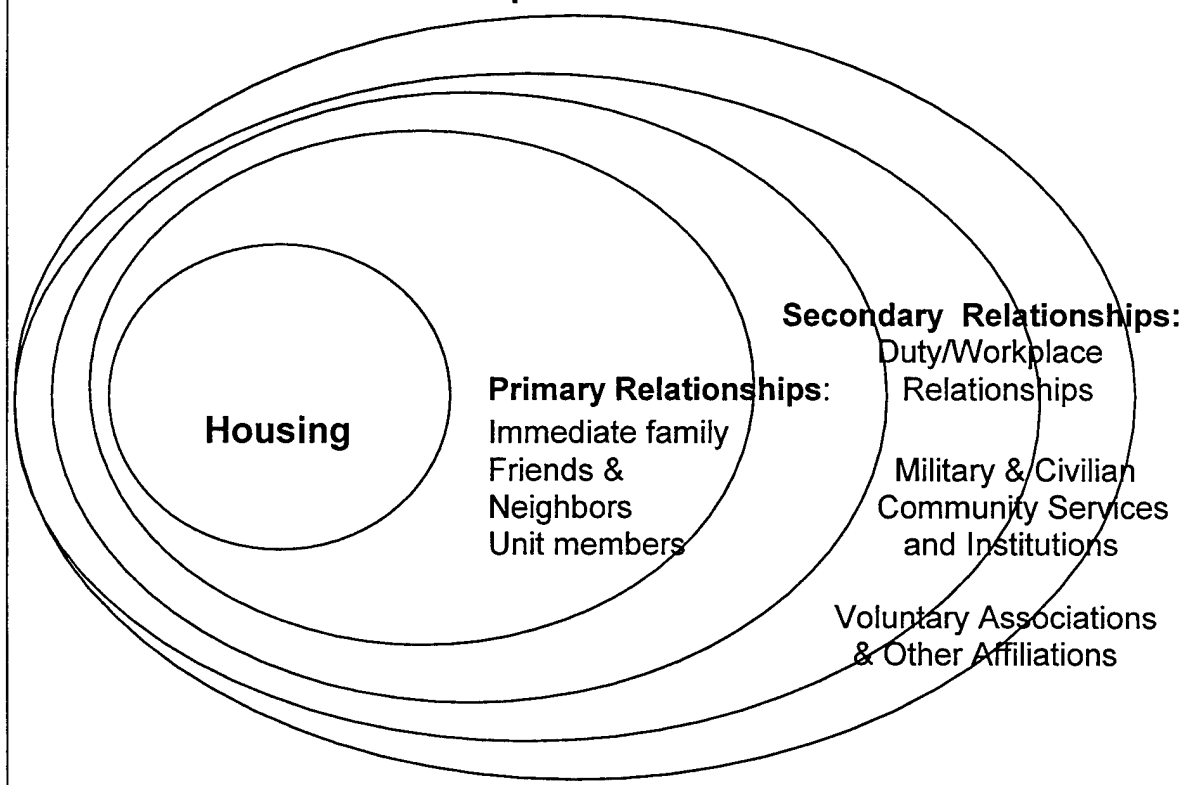 Housing
Primary Relationships:
Immediate family
Friends &
Neighbors
Unit members
Secondary Relationships:
Duty/Workplace
Relationships
Military & Civilian
Community Services
and Institutions
Voluntary Associations
& Other Affiliations